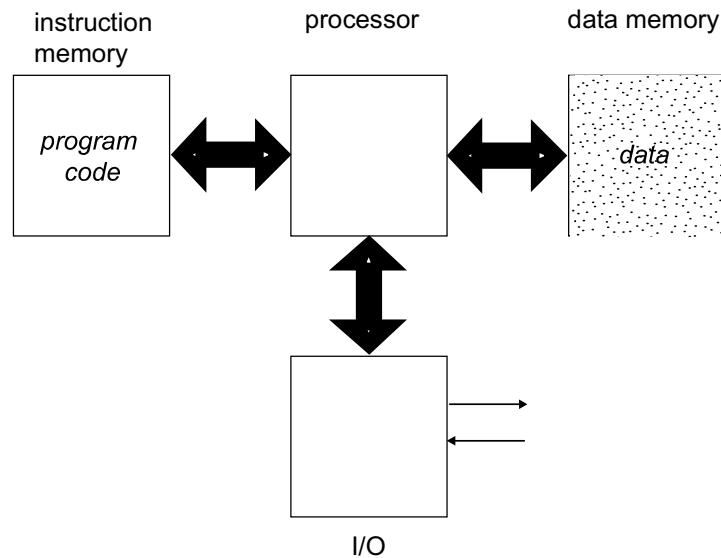 instruction
memory
processor
data memory
program
code
data
I/O